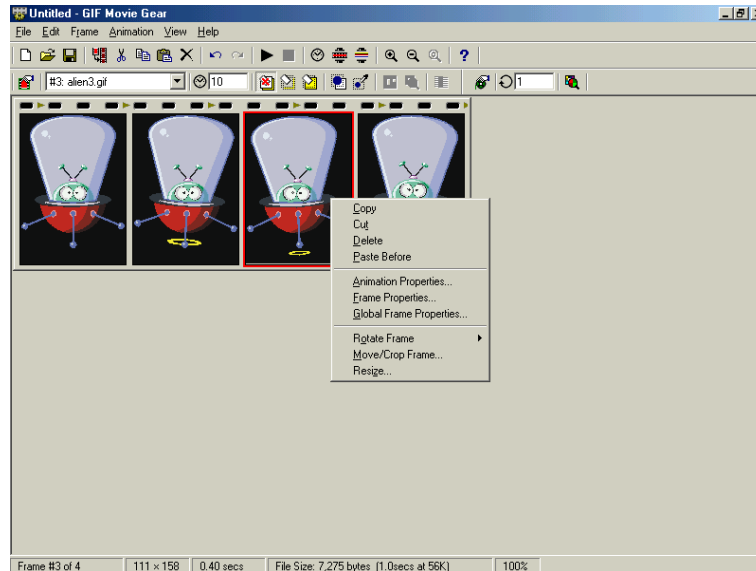 Untitled - GIF Movie Gear
File Edit Frame Animation View Help
#3: alien3.gif 10 1
Copy
Cut
Delete
Paste Before
Animation Properties...
Frame Properties...
Global Frame Properties...
Rotate Frame
Move/Crop Frame...
Resize...
Frame #3 of 4 111 × 158 0.40 secs File Size: 7,275 bytes (1.0secs at 56K) 100%